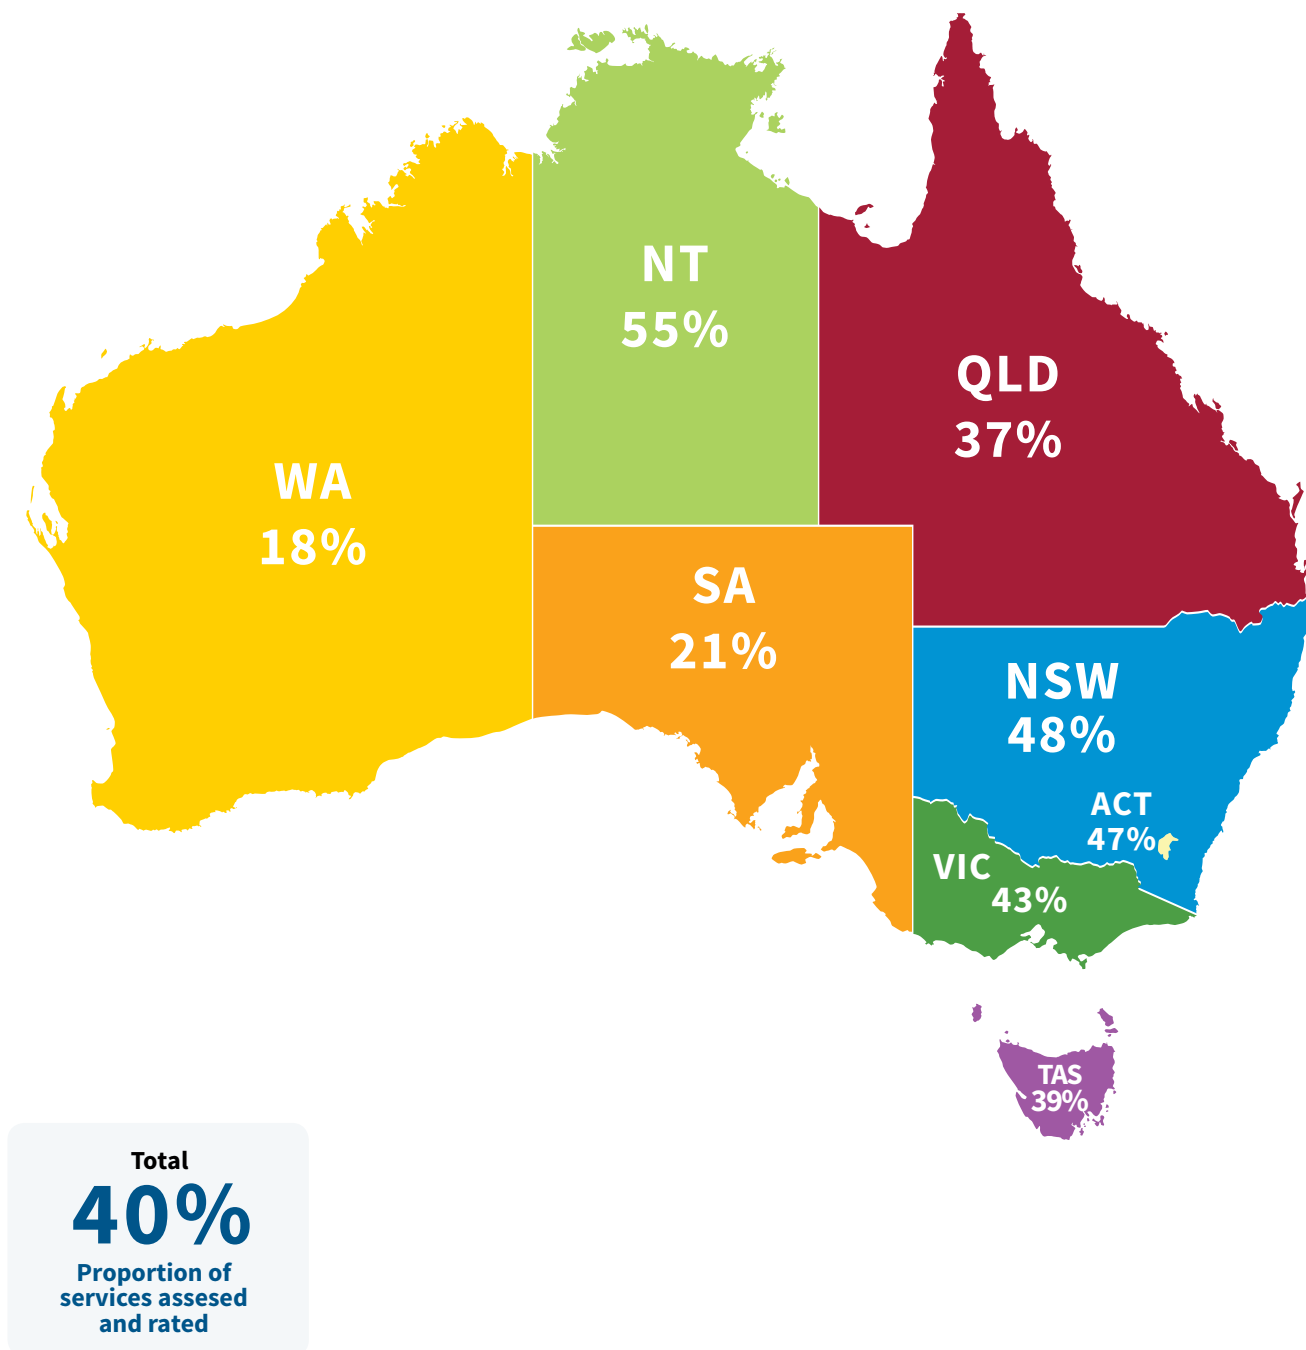 NT
55%
QLD
37%
WA
18%
SA
21%
NSW
48%
ACT
47%
VIC
43%
TAS
39%
Total
40%
Proportion of
services assesed
and rated